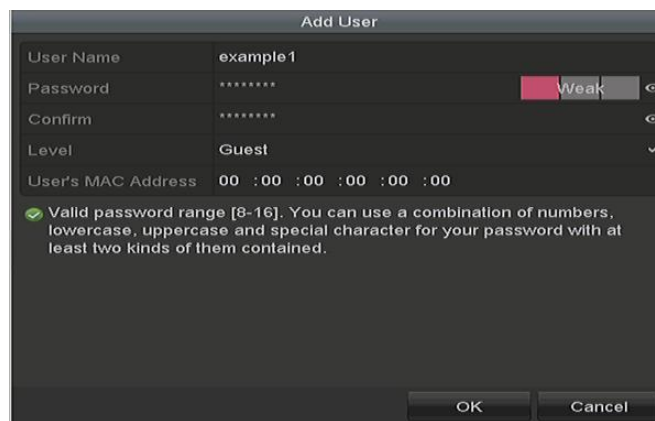 Add User
User Name example1
Password ******** Weak
Confirm ********
Level Guest
User's MAC Address 00 :00 :00 :00 :00 :00
Valid password range [8-16]. You can use a combination of numbers,
lowercase, uppercase and special character for your password with at
least two kinds of them contained.
OK Cancel